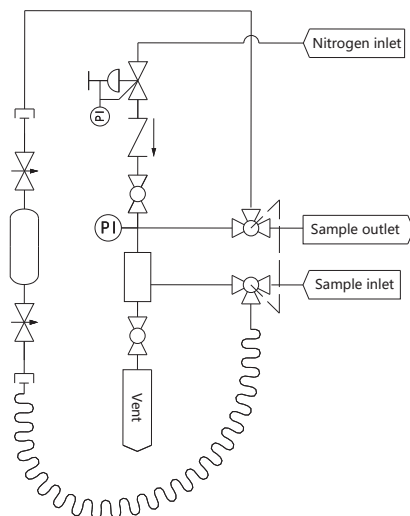 Nitrogen inlet
PI
PI
Sample outlet
Sample inlet
Vent